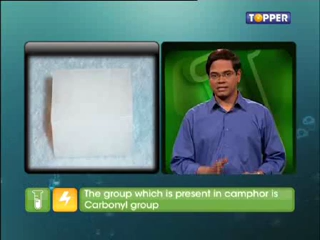 TOPPER
The group which is present in camphor is
Carbonyl group